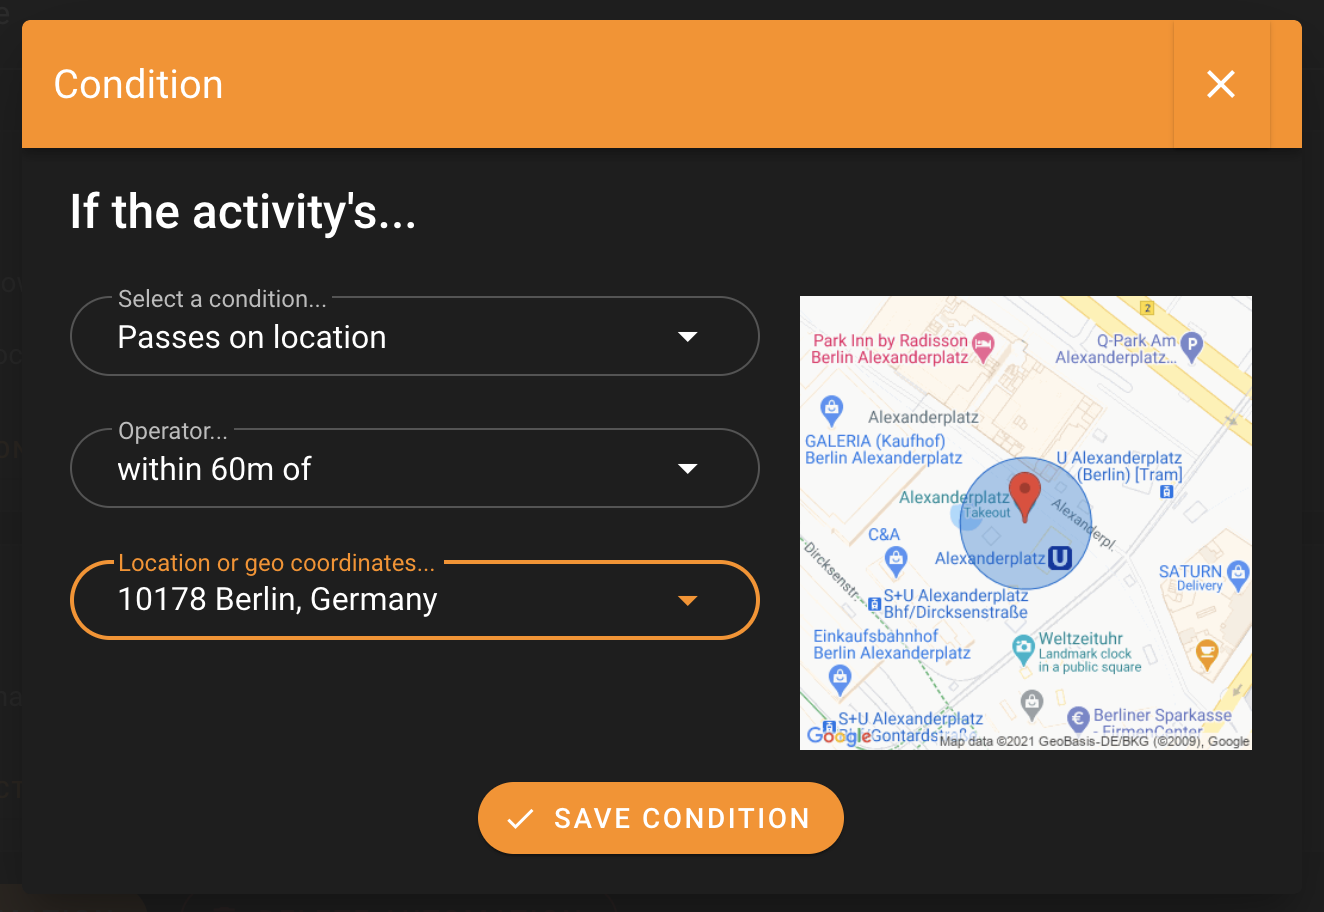 Condition
If the activity's...
Select a condition...
Passes on location
Operator...
within 60m of
Location or geo coordinates...
10178 Berlin, Germany
2
Park Inn by Radisson
Berlin Alexanderplatz
Q-Park Am
Alexanderplatz...
P
Alexanderplatz
GALERIA (Kaufhof)
Berlin Alexanderplatz
U Alexanderplatz
(Berlin) [Tram]
Alexanderplatz
Takeout
Alexanderpl.
C&A
Alexanderplatz
U
Dircksenstr.
SATURN
Delivery
S+U Alexanderplatz
Bhf/Dircksenstraße
Einkaufsbahnhof
Berlin Alexanderplatz
Weltzeituhr
Landmark clock
in a public square
S+U Alexanderplatz
Berliner Sparkasse
- FirmenCenter
Google
Map data ©2021 GeoBasis-DE/BKG (©2009), Google
SAVE CONDITION